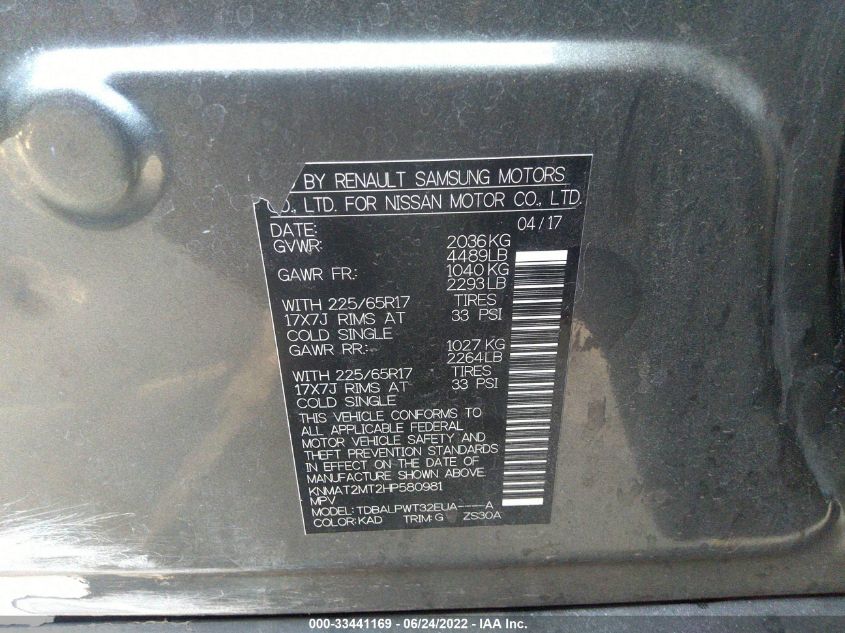 BY RENAULT SAMSUNG MOTORS
CO., LTD. FOR NISSAN MOTOR CO., LTD.
DATE: 04/17
GVWR: 2036KG
4489LB
GAWR FR.: 1040KG
2293LB
WITH 225/65R17 TIRES
17X7J RIMS AT 33 PSI
COLD SINGLE
GAWR RR.: 1027KG
2264LB
WITH 225/65R17 TIRES
17X7J RIMS AT 33 PSI
COLD SINGLE
THIS VEHICLE CONFORMS TO
ALL APPLICABLE FEDERAL
MOTOR VEHICLE SAFETY AND
THEFT PREVENTION STANDARDS
IN EFFECT ON THE DATE OF
MANUFACTURE SHOWN ABOVE.
KNMAT2MT2HP580981
MPV
MODEL: TDBALPWT32EUA----A
COLOR:KAD TRIM:G ZS30A
000-33441169 - 06/24/2022 - IAA Inc.